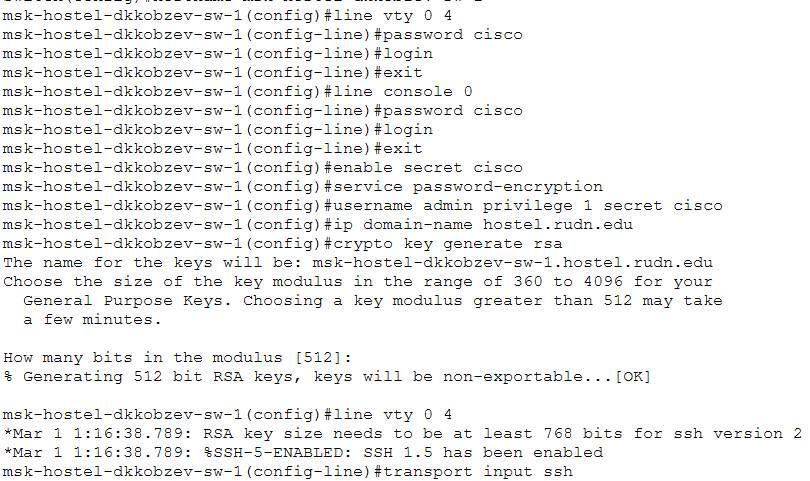 msk-hostel-dkkobzev-sw-1(config)#line vty 0 4
msk-hostel-dkkobzev-sw-1(config-line)#password cisco
msk-hostel-dkkobzev-sw-1(config-line)#login
msk-hostel-dkkobzev-sw-1(config-line)#exit
msk-hostel-dkkobzev-sw-1(config)#line console 0
msk-hostel-dkkobzev-sw-1(config-line)#password cisco
msk-hostel-dkkobzev-sw-1(config-line)#login
msk-hostel-dkkobzev-sw-1(config-line)#exit
msk-hostel-dkkobzev-sw-1(config)#enable secret cisco
msk-hostel-dkkobzev-sw-1(config)#service password-encryption
msk-hostel-dkkobzev-sw-1(config)#username admin privilege 1 secret cisco
msk-hostel-dkkobzev-sw-1(config)#ip domain-name hostel.rudn.edu
msk-hostel-dkkobzev-sw-1(config)#crypto key generate rsa
The name for the keys will be: msk-hostel-dkkobzev-sw-1.hostel.rudn.edu
Choose the size of the key modulus in the range of 360 to 4096 for your
General Purpose Keys. Choosing a key modulus greater than 512 may take
a few minutes.

How many bits in the modulus [512]:
% Generating 512 bit RSA keys, keys will be non-exportable...[OK]

msk-hostel-dkkobzev-sw-1(config)#line vty 0 4
*Mar 1 1:16:38.789: RSA key size needs to be at least 768 bits for ssh version 2
*Mar 1 1:16:38.789: %SSH-5-ENABLED: SSH 1.5 has been enabled
msk-hostel-dkkobzev-sw-1(config-line)#transport input ssh